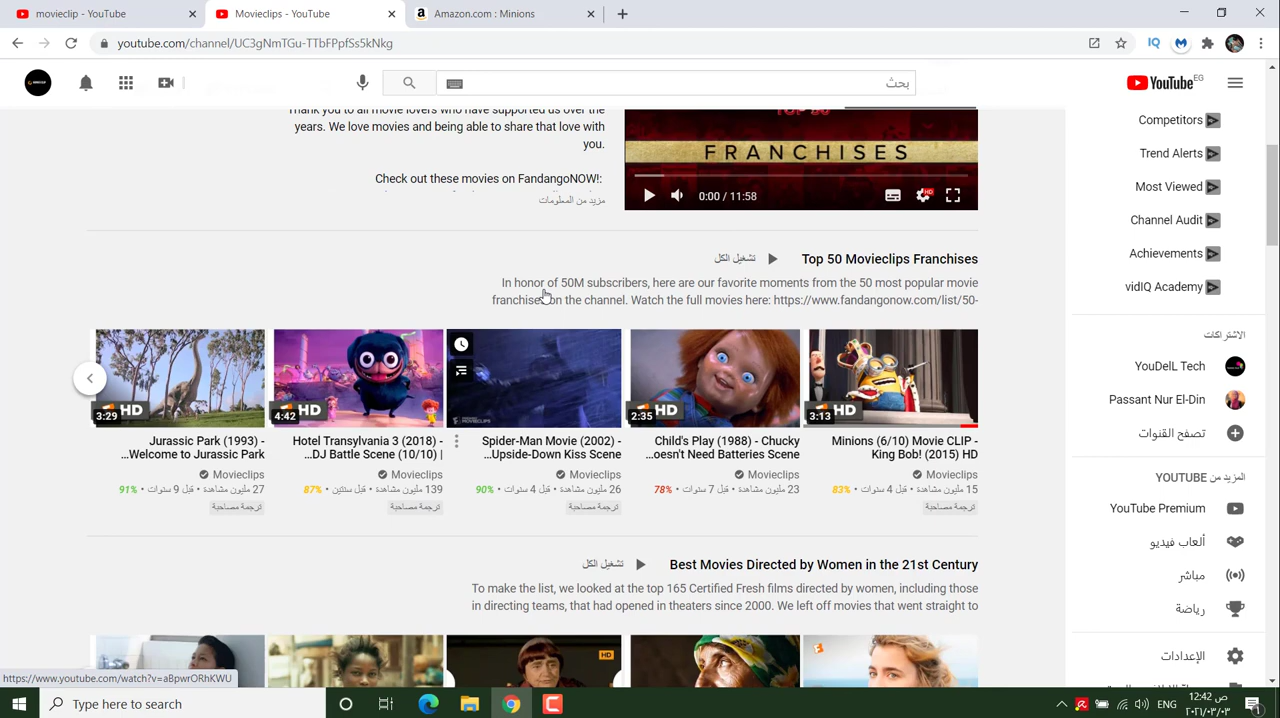 movieclip - YouTube
Movieclips - YouTube
Amazon.com : Minions
youtube.com/channel/UC3gNmTGu-TTbFPpfSs5kNkg
IQ
بحث
YouTube EG
Thank you to all movie lovers who have supported us over the
years. We love movies and being able to share that love with
you.
Check out these movies on FandangoNOW!:
مزيد من المعلومات
TOP 50
FRANCHISES
0:00 / 11:58
HD
Competitors
Trend Alerts
Most Viewed
Channel Audit
Achievements
vidIQ Academy
الاشتراكات
YouDelL Tech
Passant Nur El-Din
تصفح القنوات
المزيد من YOUTUBE
YouTube Premium
ألعاب فيديو
مباشر
رياضة
الإعدادات
Top 50 Movieclips Franchises
تشغيل الكل
In honor of 50M subscribers, here are our favorite moments from the 50 most popular movie
franchises on the channel. Watch the full movies here: https://www.fandangonow.com/list/50-
3:13 HD
Minions (6/10) Movie CLIP -
King Bob! (2015) HD
Movieclips
15 مليون مشاهدة • قبل 4 سنوات • 83%
ترجمة مصاحبة
2:35 HD
Child's Play (1988) - Chucky
...oesn't Need Batteries Scene
Movieclips
23 مليون مشاهدة • قبل 7 سنوات • 78%
MOVIECLIPS
Spider-Man Movie (2002) -
...Upside-Down Kiss Scene
Movieclips
26 مليون مشاهدة • قبل 4 سنوات • 90%
ترجمة مصاحبة
4:42 HD
Hotel Transylvania 3 (2018) -
...DJ Battle Scene (10/10) |
Movieclips
139 مليون مشاهدة • قبل سنتين • 87%
ترجمة مصاحبة
3:29 HD
Jurassic Park (1993) -
...Welcome to Jurassic Park
Movieclips
27 مليون مشاهدة • قبل 9 سنوات • 91%
ترجمة مصاحبة
Best Movies Directed by Women in the 21st Century
تشغيل الكل
To make the list, we looked at the top 165 Certified Fresh films directed by women, including those
in directing teams, that had opened in theaters since 2000. We left off movies that went straight to
HD
https://www.youtube.com/watch?v=aBpwrORhKWU
Type here to search
ENG
12:42 ص
٢٠٢١/٠٣/٠٣
1